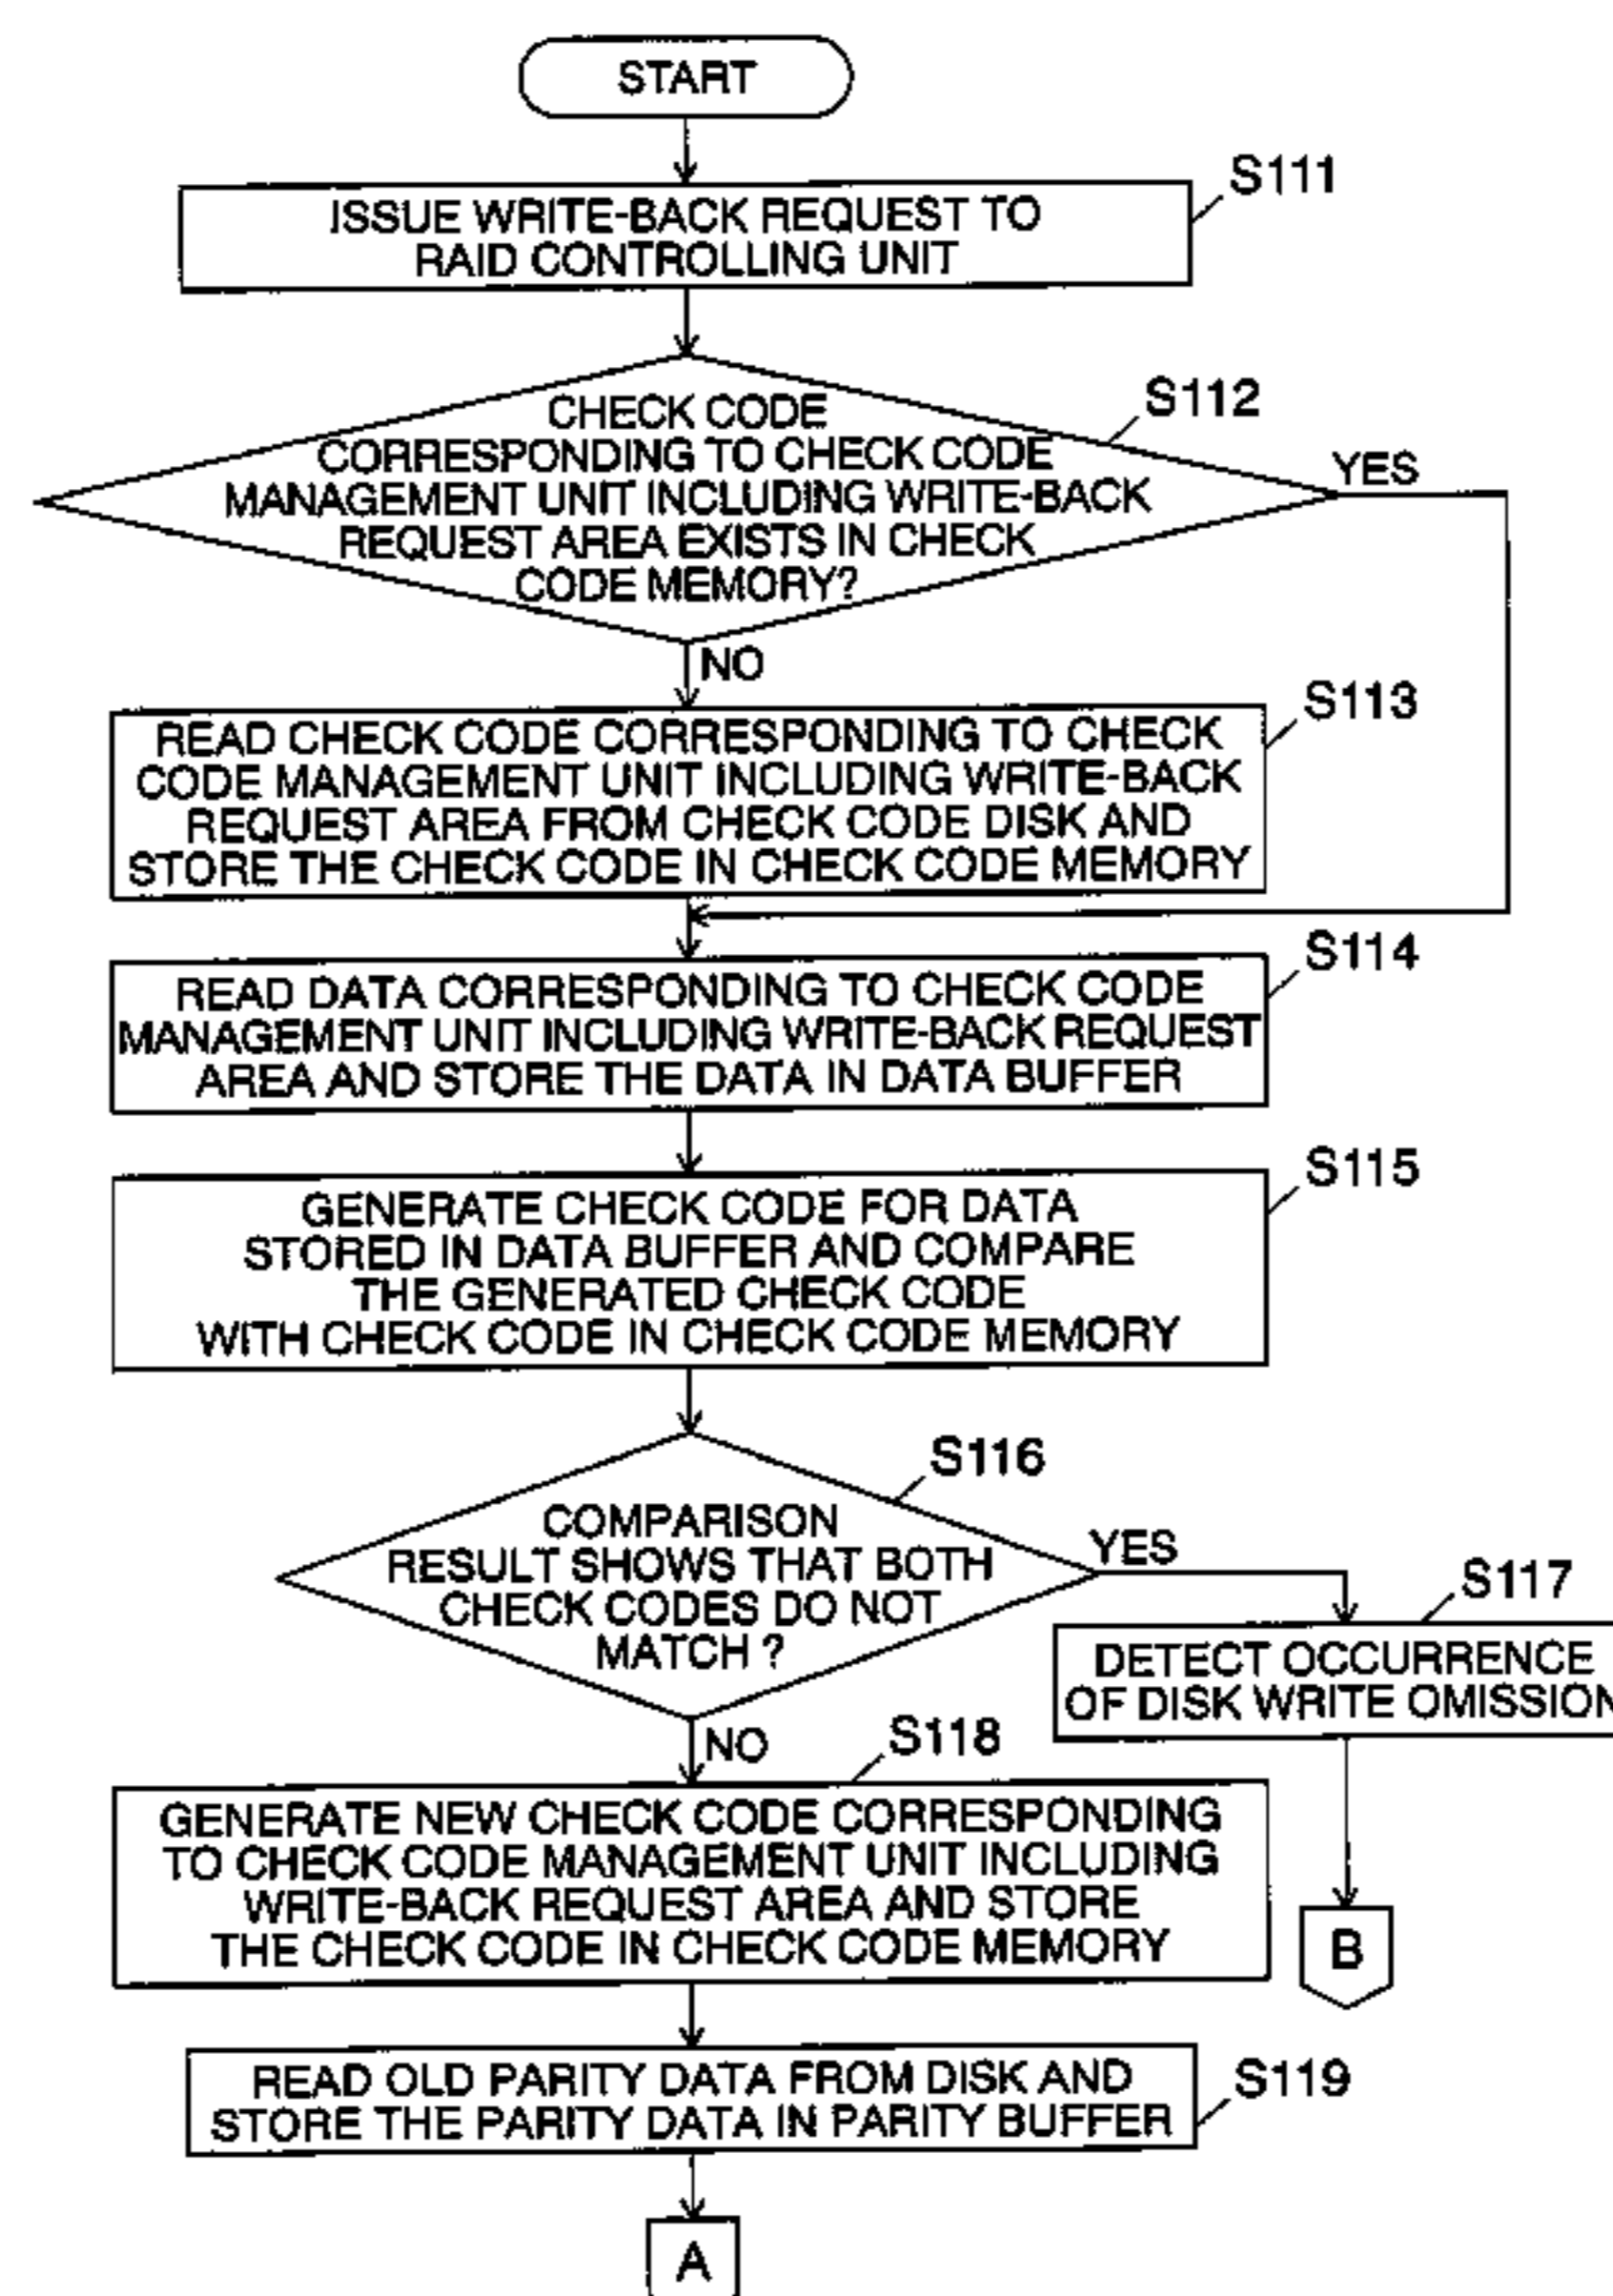 START
S111
ISSUE WRITE-BACK REQUEST TO
RAID CONTROLLING UNIT
S112
CHECK CODE
CORRESPONDING TO CHECK CODE
MANAGEMENT UNIT INCLUDING WRITE-BACK
REQUEST AREA EXISTS IN CHECK
CODE MEMORY?
YES
NO
S113
READ CHECK CODE CORRESPONDING TO CHECK
CODE MANAGEMENT UNIT INCLUDING WRITE-BACK
REQUEST AREA FROM CHECK CODE DISK AND
STORE THE CHECK CODE IN CHECK CODE MEMORY
S114
READ DATA CORRESPONDING TO CHECK CODE
MANAGEMENT UNIT INCLUDING WRITE-BACK REQUEST
AREA AND STORE THE DATA IN DATA BUFFER
S115
GENERATE CHECK CODE FOR DATA
STORED IN DATA BUFFER AND COMPARE
THE GENERATED CHECK CODE
WITH CHECK CODE IN CHECK CODE MEMORY
S116
COMPARISON
RESULT SHOWS THAT BOTH
CHECK CODES DO NOT
MATCH ?
YES
S117
DETECT OCCURRENCE
OF DISK WRITE OMISSION
NO
S118
GENERATE NEW CHECK CODE CORRESPONDING
TO CHECK CODE MANAGEMENT UNIT INCLUDING
WRITE-BACK REQUEST AREA AND STORE
THE CHECK CODE IN CHECK CODE MEMORY
B
S119
READ OLD PARITY DATA FROM DISK AND
STORE THE PARITY DATA IN PARITY BUFFER
A